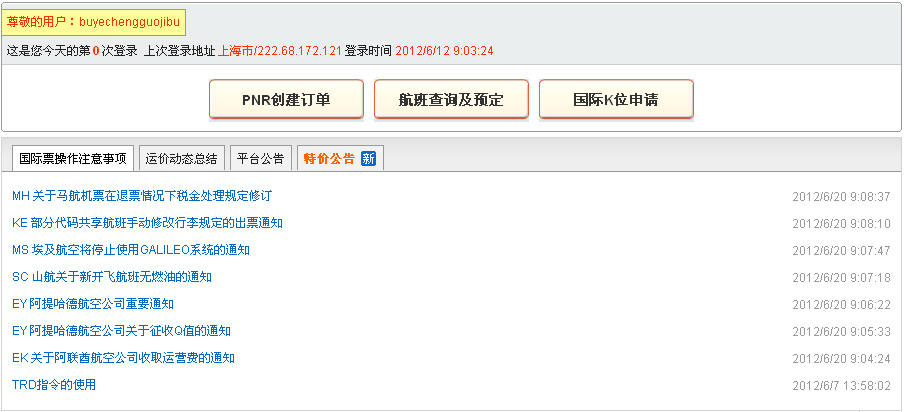 尊敬的用户：buyechengguojibu
这是您今天的第0次登录 上次登录地址 上海市/222.68.172.121 登录时间 2012/6/12 9:03:24
PNR创建订单 航班查询及预定 国际K位申请
国际票操作注意事项 运价动态总结 平台公告 特价公告 新
MH 关于马航机票在退票情况下税金处理规定修订 2012/6/20 9:08:37
KE 部分代码共享航班手动修改行李规定的出票通知 2012/6/20 9:08:10
MS 埃及航空将停止使用GALILEO系统的通知 2012/6/20 9:07:47
SC 山航关于新开飞航班无燃油的通知 2012/6/20 9:07:18
EY 阿提哈德航空公司重要通知 2012/6/20 9:06:22
EY 阿提哈德航空公司关于征收Q值的通知 2012/6/20 9:05:33
EK 关于阿联酋航空公司收取运营费的通知 2012/6/20 9:04:24
TRD指令的使用 2012/6/7 13:58:02